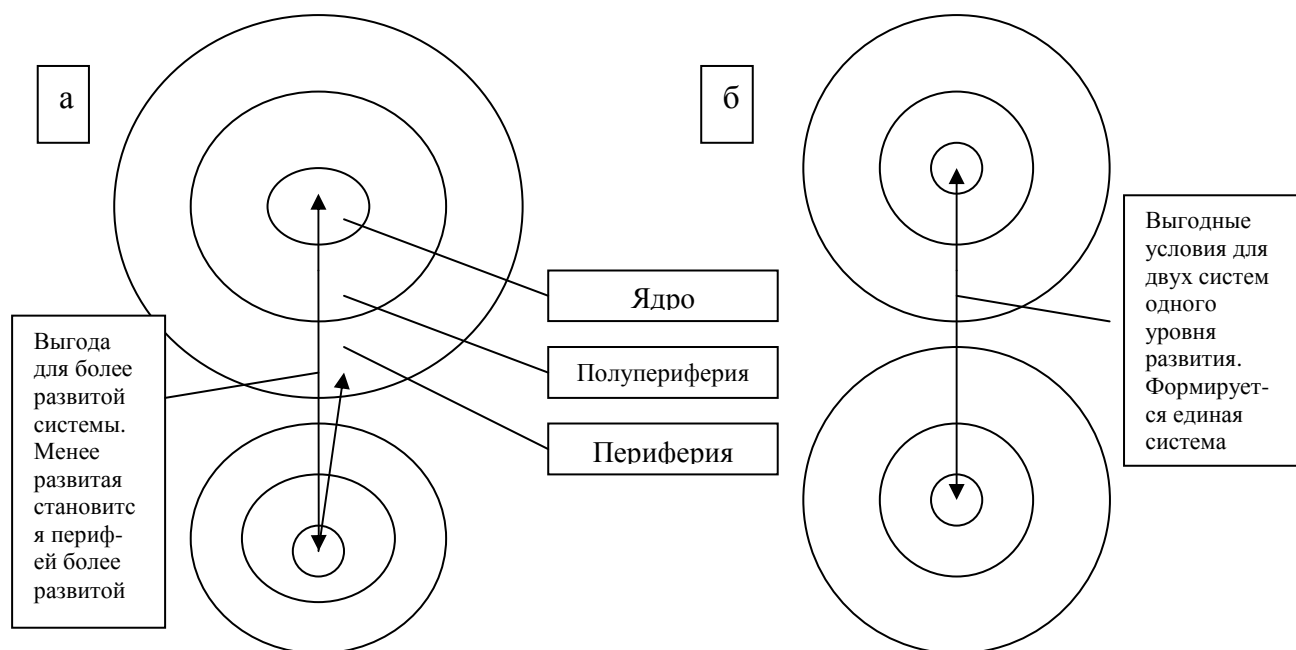 а
б
Ядро
Полупериферия
Периферия
Выгода
для более
развитой
системы.
Менее
развитая
становитс
я периф-
ей более
развитой
Выгодные
условия для
двух систем
одного
уровня
развития.
Формирует-
ся единая
система